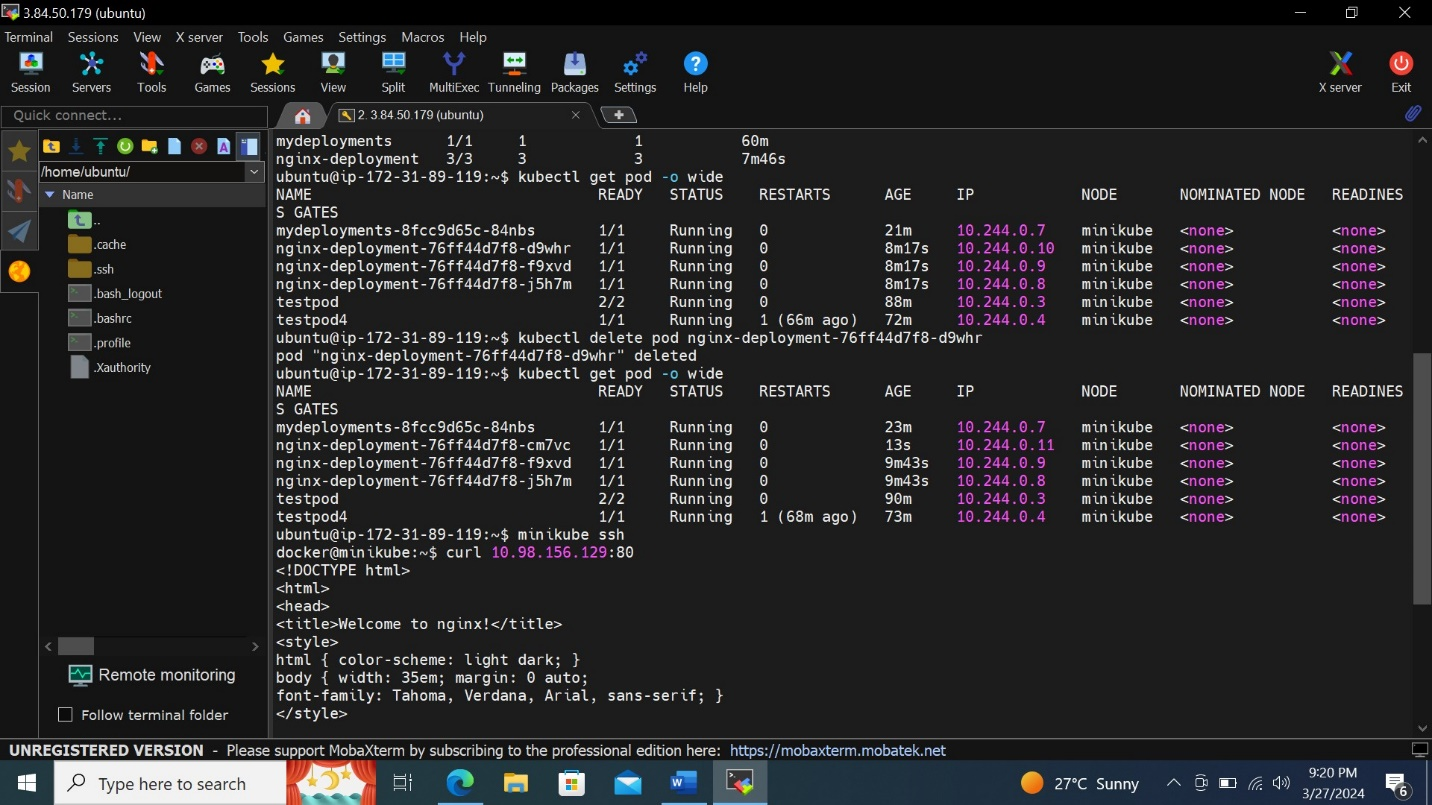 3.84.50.179 (ubuntu)
Terminal Sessions View X server Tools Games Settings Macros Help
Session Servers Tools Games Sessions View Split MultiExec Tunneling Packages Settings Help X server Exit
Quick connect...
2. 3.84.50.179 (ubuntu)
/home/ubuntu/
Name
..
.cache
.ssh
.bash_logout
.bashrc
.profile
.Xauthority
Remote monitoring
Follow terminal folder
mydeployments 1/1 1 1 60m
nginx-deployment 3/3 3 3 7m46s
ubuntu@ip-172-31-89-119:~$ kubectl get pod -o wide
NAME READY STATUS RESTARTS AGE IP NODE NOMINATED NODE READINES
S GATES
mydeployments-8fcc9d65c-84nbs 1/1 Running 0 21m 10.244.0.7 minikube <none> <none>
nginx-deployment-76ff44d7f8-d9whr 1/1 Running 0 8m17s 10.244.0.10 minikube <none> <none>
nginx-deployment-76ff44d7f8-f9xvd 1/1 Running 0 8m17s 10.244.0.9 minikube <none> <none>
nginx-deployment-76ff44d7f8-j5h7m 1/1 Running 0 8m17s 10.244.0.8 minikube <none> <none>
testpod 2/2 Running 0 88m 10.244.0.3 minikube <none> <none>
testpod4 1/1 Running 1 (66m ago) 72m 10.244.0.4 minikube <none> <none>
ubuntu@ip-172-31-89-119:~$ kubectl delete pod nginx-deployment-76ff44d7f8-d9whr
pod "nginx-deployment-76ff44d7f8-d9whr" deleted
ubuntu@ip-172-31-89-119:~$ kubectl get pod -o wide
NAME READY STATUS RESTARTS AGE IP NODE NOMINATED NODE READINES
S GATES
mydeployments-8fcc9d65c-84nbs 1/1 Running 0 23m 10.244.0.7 minikube <none> <none>
nginx-deployment-76ff44d7f8-cm7vc 1/1 Running 0 13s 10.244.0.11 minikube <none> <none>
nginx-deployment-76ff44d7f8-f9xvd 1/1 Running 0 9m43s 10.244.0.9 minikube <none> <none>
nginx-deployment-76ff44d7f8-j5h7m 1/1 Running 0 9m43s 10.244.0.8 minikube <none> <none>
testpod 2/2 Running 0 90m 10.244.0.3 minikube <none> <none>
testpod4 1/1 Running 1 (68m ago) 73m 10.244.0.4 minikube <none> <none>
ubuntu@ip-172-31-89-119:~$ minikube ssh
docker@minikube:~$ curl 10.98.156.129:80
<!DOCTYPE html>
<html>
<head>
<title>Welcome to nginx!</title>
<style>
html { color-scheme: light dark; }
body { width: 35em; margin: 0 auto;
font-family: Tahoma, Verdana, Arial, sans-serif; }
</style>
UNREGISTERED VERSION - Please support MobaXterm by subscribing to the professional edition here: https://mobaxterm.mobatek.net
Type here to search
27°C Sunny
9:20 PM
3/27/2024
6